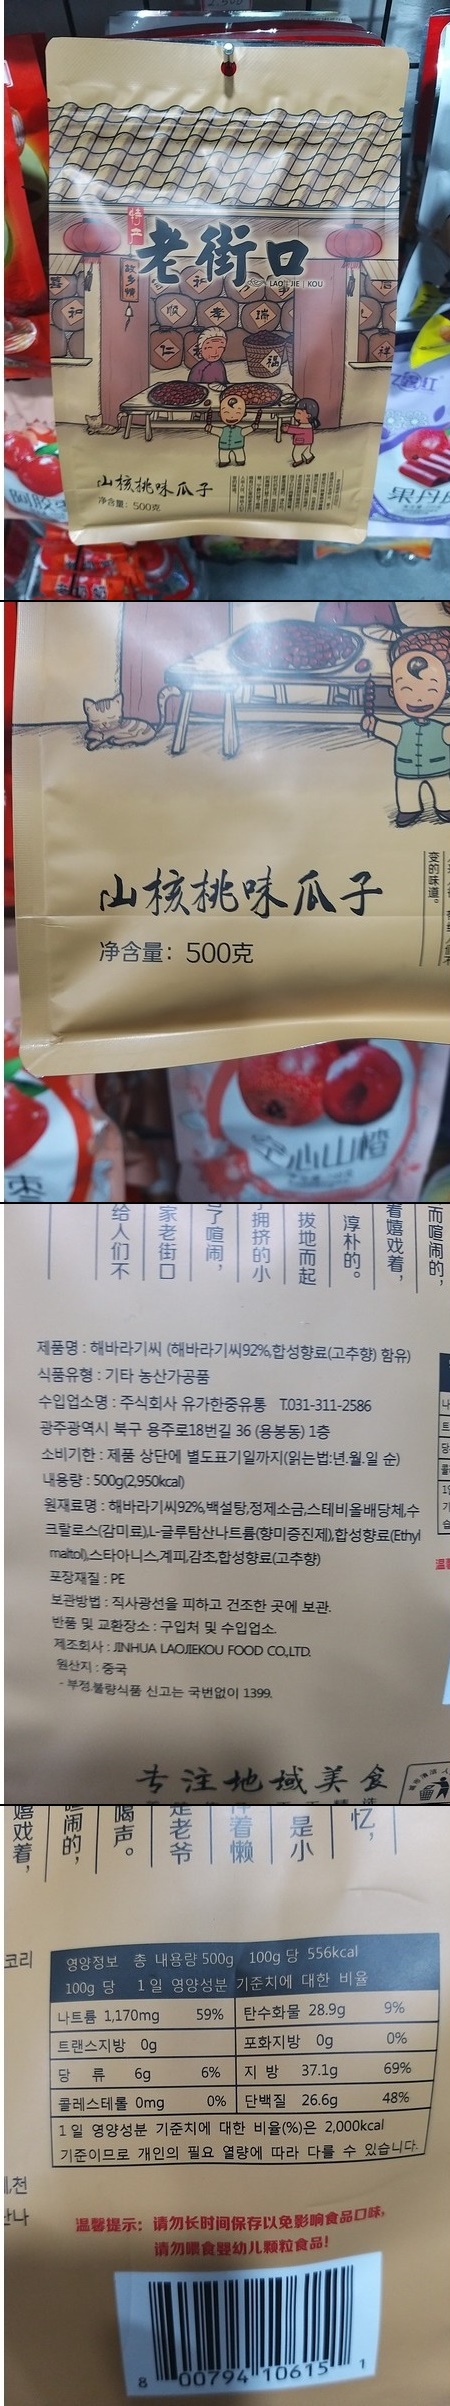 特产
老街口
LAO | JIE | KOU
故乡情
和
顺
孝
瑞
仁
福
祥
山核桃味瓜子
净含量：500克
果丹皮
山核桃味瓜子
净含量：500克
变的味道。
空心山楂
枣
给人们不
家老街口
了喧闹，
拥挤的小
拔地而起
淳朴的。
着嬉戏着，
而喧闹的，
제품명 : 해바라기씨 (해바라기씨92%,합성향료(고추향) 함유)
식품유형 : 기타 농산가공품
수입업소명 : 주식회사 유가한중유통 T.031-311-2586
광주광역시 북구 용주로18번길 36 (용봉동) 1층
소비기한 : 제품 상단에 별도표기일까지(읽는법:년.월.일 순)
내용량 : 500g(2,950kcal)
원재료명 : 해바라기씨92%,백설탕,정제소금,스테비올배당체,수
크랄로스(감미료),L-글루탐산나트륨(향미증진제),합성향료(Ethyl
maltol),스타아니스,계피,감초,합성향료(고추향)
포장재질 : PE
보관방법 : 직사광선을 피하고 건조한 곳에 보관.
반품 및 교환장소 : 구입처 및 수입업소.
제조회사 : JINHUA LAOJIEKOU FOOD CO.,LTD.
원산지 : 중국
- 부정.불량식품 신고는 국번없이 1399.
专注地域美食
嬉戏着，
喧闹的，
喝声。
是老爷
着懒
是小
忆，
코리
영양정보 총 내용량 500g 100g 당 556kcal
100g 당 1일 영양성분 기준치에 대한 비율
나트륨 1,170mg 59% 탄수화물 28.9g 9%
트랜스지방 0g 포화지방 0g 0%
당 류 6g 6% 지 방 37.1g 69%
콜레스테롤 0mg 0% 단백질 26.6g 48%
1일 영양성분 기준치에 대한 비율(%)은 2,000kcal
기준이므로 개인의 필요 열량에 따라 다를 수 있습니다.
温馨提示：请勿长时间保存以免影响食品口味，
请勿喂食婴幼儿颗粒食品！
8 00794 10615 1